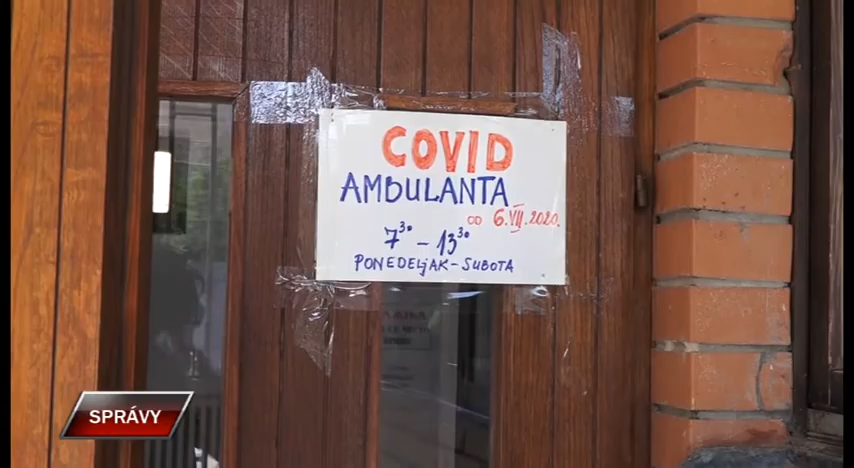 COVID
AMBULANTA
OD 6.VII.2020.
7³⁰ - 13³⁰
PONEDELjAK - SUBOTA
SPRÁVY